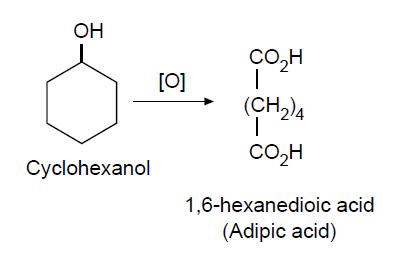 OH
[O]
Cyclohexanol
CO₂H
(CH₂)₄
CO₂H
1,6-hexanedioic acid
(Adipic acid)